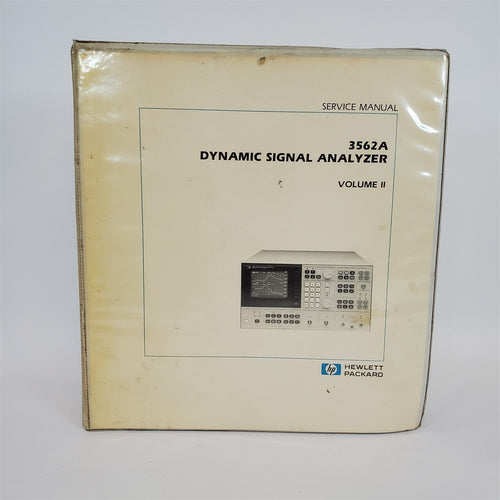 SERVICE MANUAL
3562A
DYNAMIC SIGNAL ANALYZER
VOLUME II
hp HEWLETT
PACKARD